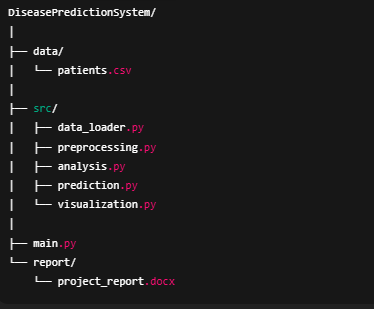 DiseasePredictionSystem/
│
├── data/
│   └── patients.csv
│
├── src/
│   ├── data_loader.py
│   ├── preprocessing.py
│   ├── analysis.py
│   ├── prediction.py
│   └── visualization.py
│
├── main.py
└── report/
    └── project_report.docx